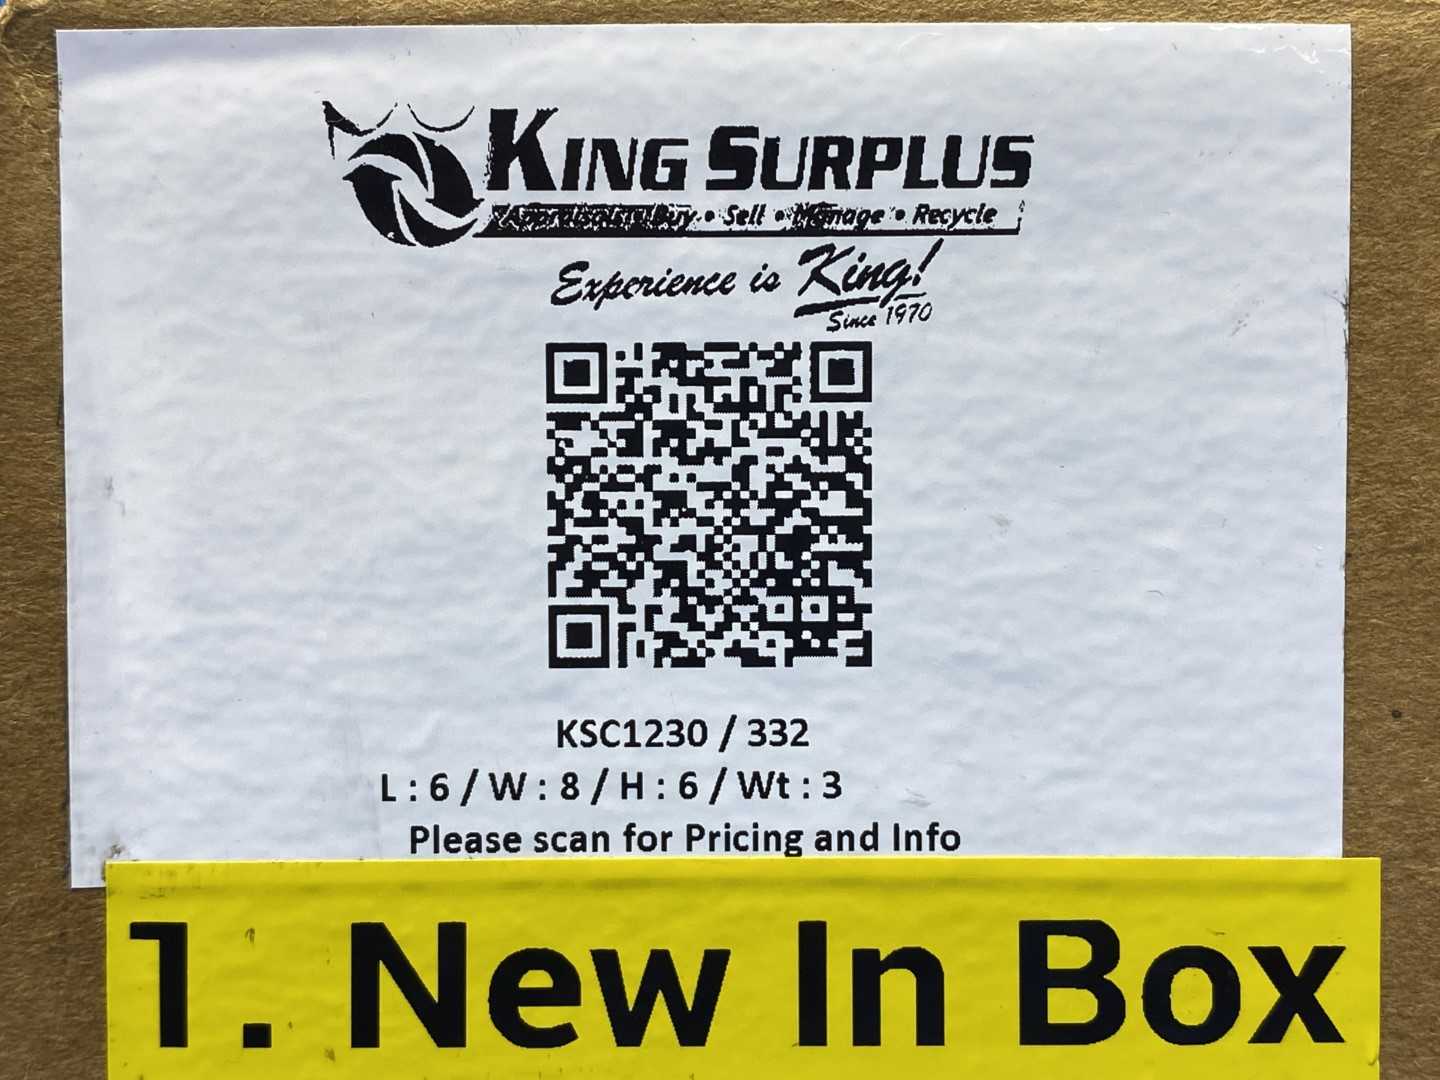 KING SURPLUS
Appraisals • Buy • Sell • Manage • Recycle
Experience is King!
Since 1970
KSC1230 / 332
L : 6 / W : 8 / H : 6 / Wt : 3
Please scan for Pricing and Info
1. New In Box